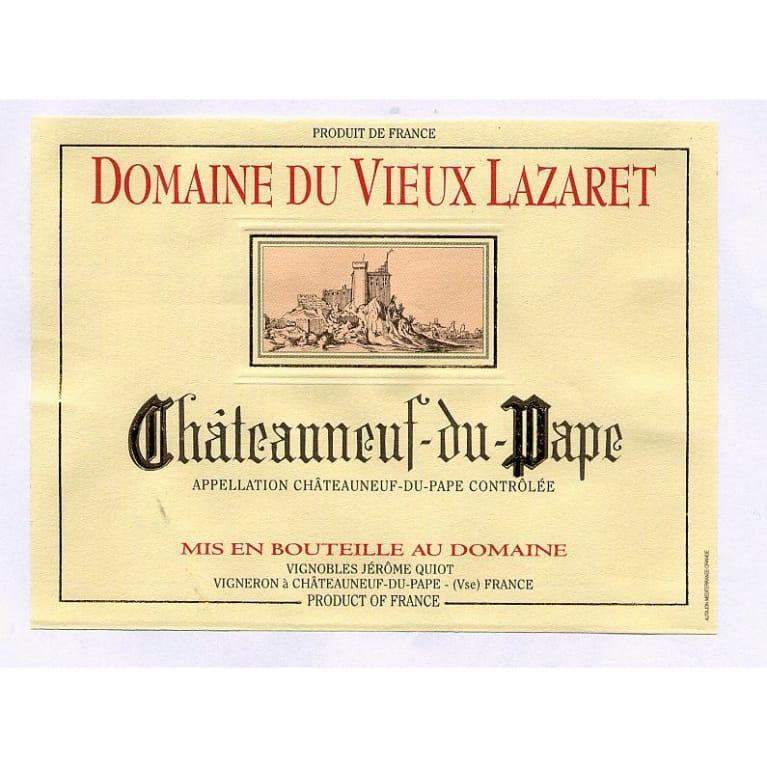 PRODUIT DE FRANCE
DOMAINE DU VIEUX LAZARET
Châteauneuf-du-Pape
APPELLATION CHÂTEAUNEUF-DU-PAPE CONTRÔLÉE
MIS EN BOUTEILLE AU DOMAINE
VIGNOBLES JÉRÔME QUIOT
VIGNERON à CHÂTEAUNEUF-DU-PAPE - (Vse) FRANCE
PRODUCT OF FRANCE